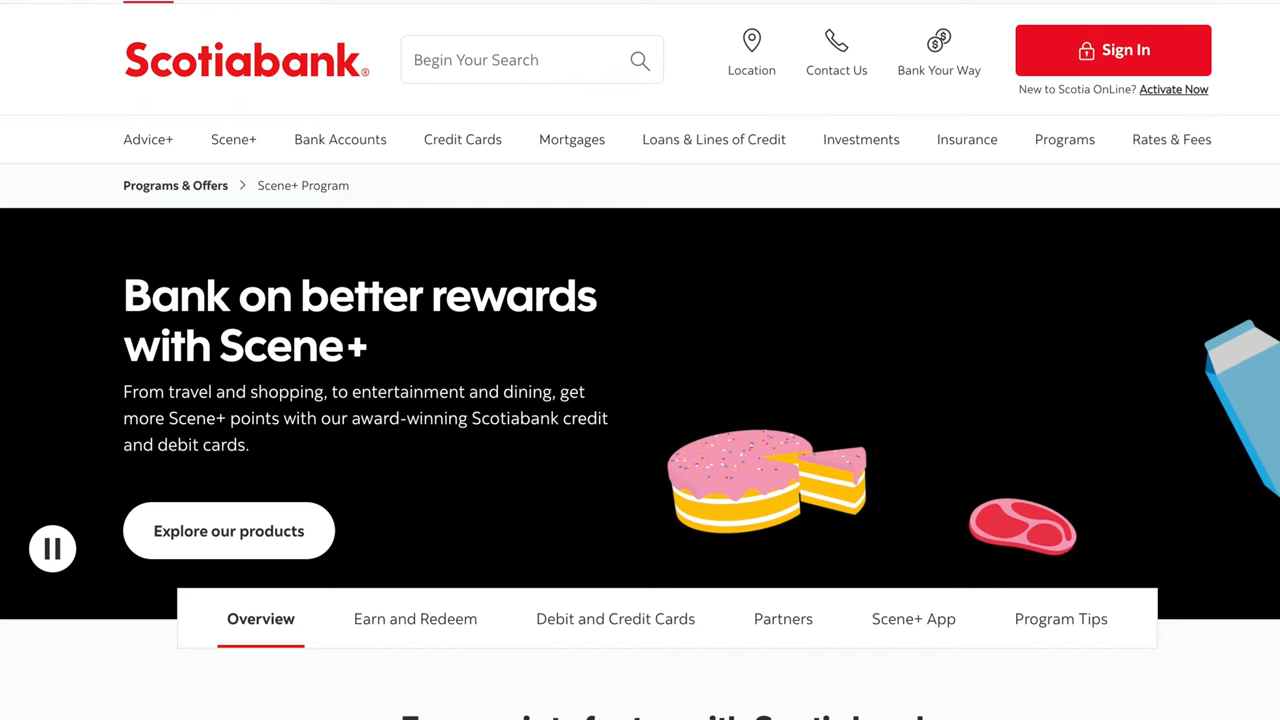 Scotiabank®
Begin Your Search
Location
Contact Us
Bank Your Way
Sign In
New to Scotia OnLine? Activate Now
Advice+ Scene+ Bank Accounts Credit Cards Mortgages Loans & Lines of Credit Investments Insurance Programs Rates & Fees
Programs & Offers > Scene+ Program
Bank on better rewards
with Scene+
From travel and shopping, to entertainment and dining, get
more Scene+ points with our award-winning Scotiabank credit
and debit cards.
Explore our products
Overview Earn and Redeem Debit and Credit Cards Partners Scene+ App Program Tips